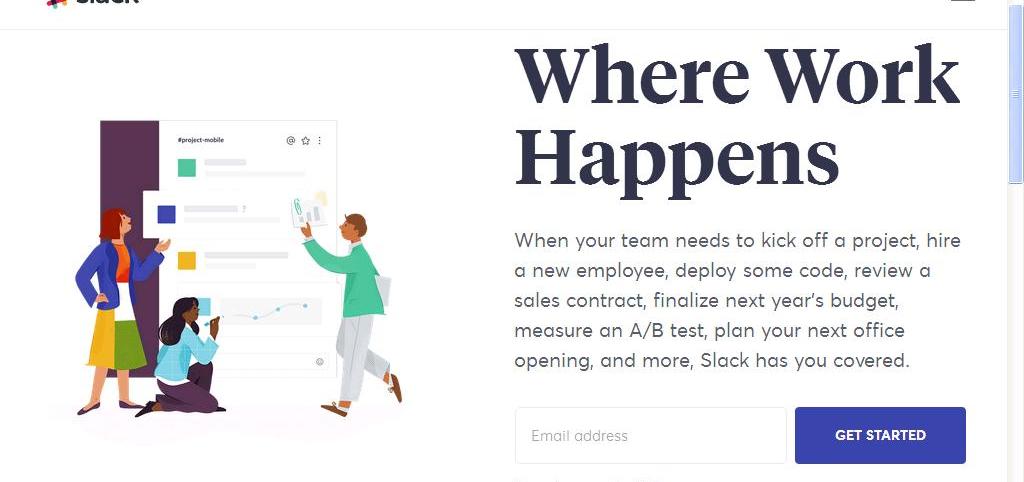 slack
Where Work
Happens
#project-mobile
?
When your team needs to kick off a project, hire
a new employee, deploy some code, review a
sales contract, finalize next year's budget,
measure an A/B test, plan your next office
opening, and more, Slack has you covered.
Email address
GET STARTED